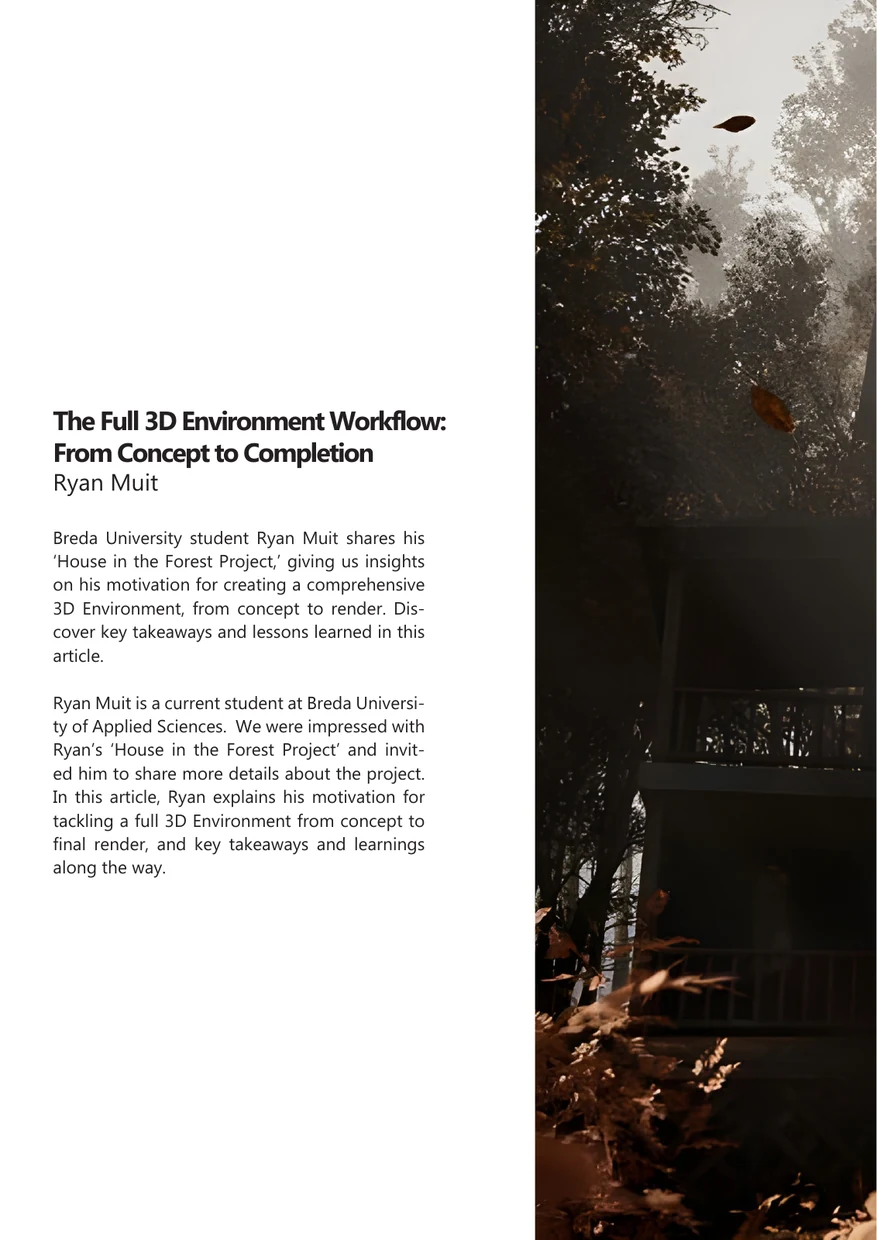 The Full 3D Environment Workflow:
From Concept to Completion
Ryan Muit
Breda University student Ryan Muit shares his
‘House in the Forest Project,’ giving us insights
on his motivation for creating a comprehensive
3D Environment, from concept to render. Dis-
cover key takeaways and lessons learned in this
article.
Ryan Muit is a current student at Breda Universi-
ty of Applied Sciences.  We were impressed with
Ryan’s ‘House in the Forest Project’ and invit-
ed him to share more details about the project.
In this article, Ryan explains his motivation for
tackling a full 3D Environment from concept to
final render, and key takeaways and learnings
along the way.